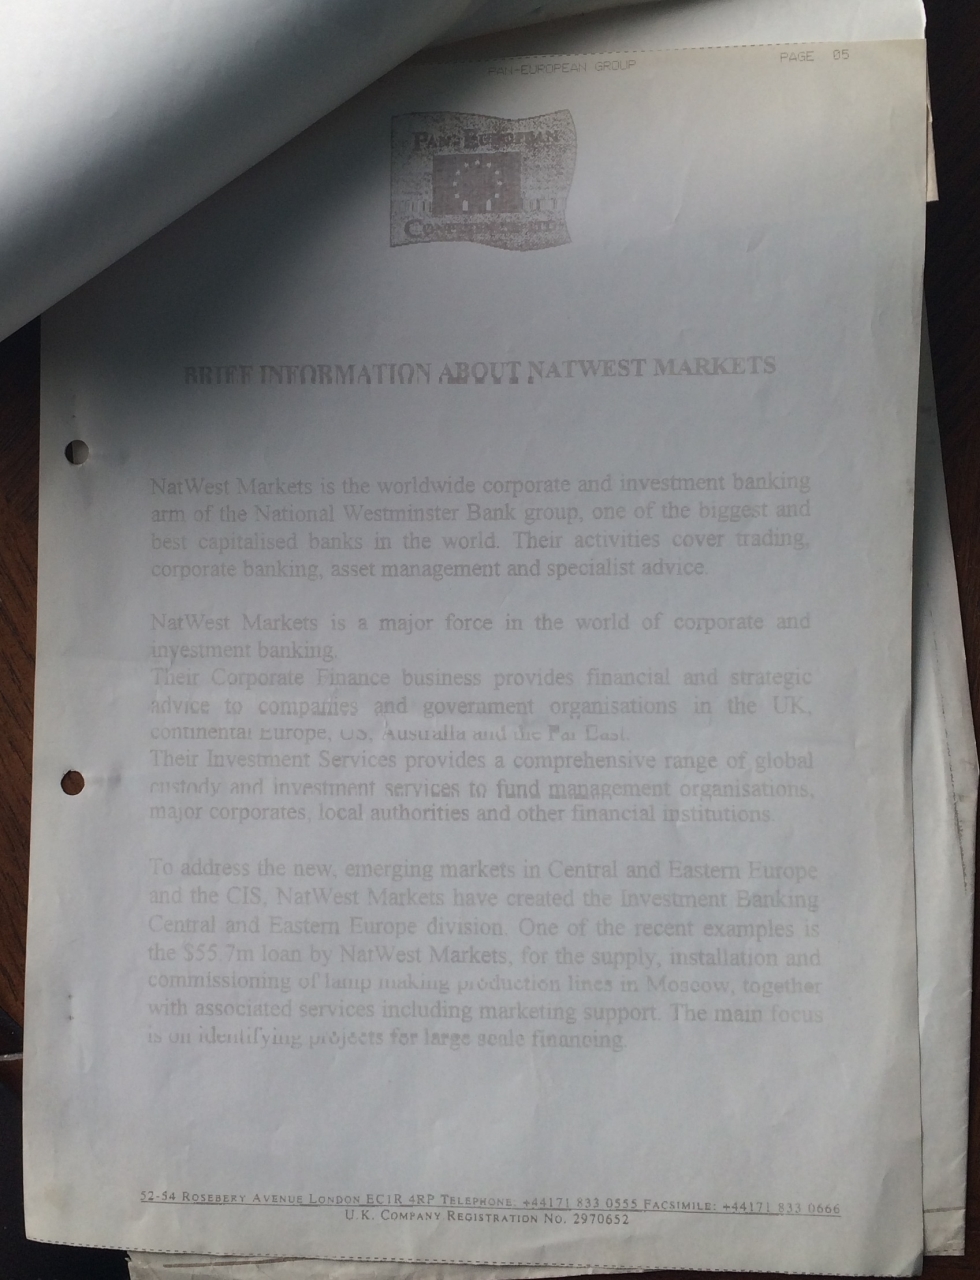 PAN-EUROPEAN GROUP PAGE 05
PAN-EUROPEAN
BRIEF INFORMATION ABOUT NATWEST MARKETS
NatWest Markets is the worldwide corporate and investment banking
arm of the National Westminster Bank group, one of the biggest and
best capitalised banks in the world. Their activities cover trading,
corporate banking, asset management and specialist advice.
NatWest Markets is a major force in the world of corporate and
investment banking.
Their Corporate Finance business provides financial and strategic
advice to companies and government organisations in the UK,
continental Europe, US, Australia and the Far East.
Their Investment Services provides a comprehensive range of global
custody and investment services to fund management organisations,
major corporates, local authorities and other financial institutions.
To address the new, emerging markets in Central and Eastern Europe
and the CIS, NatWest Markets have created the Investment Banking
Central and Eastern Europe division. One of the recent examples is
the $55.7m loan by NatWest Markets, for the supply, installation and
commissioning of lamp making production lines in Moscow, together
with associated services including marketing support. The main focus
is on identifying projects for large scale financing.
52-54 ROSEBERY AVENUE LONDON EC1R 4RP TELEPHONE: +44171 833 0555 FACSIMILE: +44171 833 0666
U.K. COMPANY REGISTRATION NO. 2970652